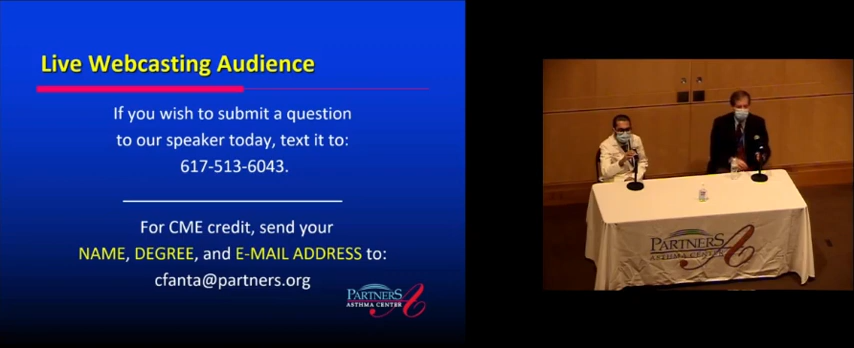 Live Webcasting Audience
If you wish to submit a question
to our speaker today, text it to:
617-513-6043.
For CME credit, send your
NAME, DEGREE, and E-MAIL ADDRESS to:
cfanta@partners.org
PARTNERS A
ASTHMA CENTER
PARTNERS A
ASTHMA CENTER